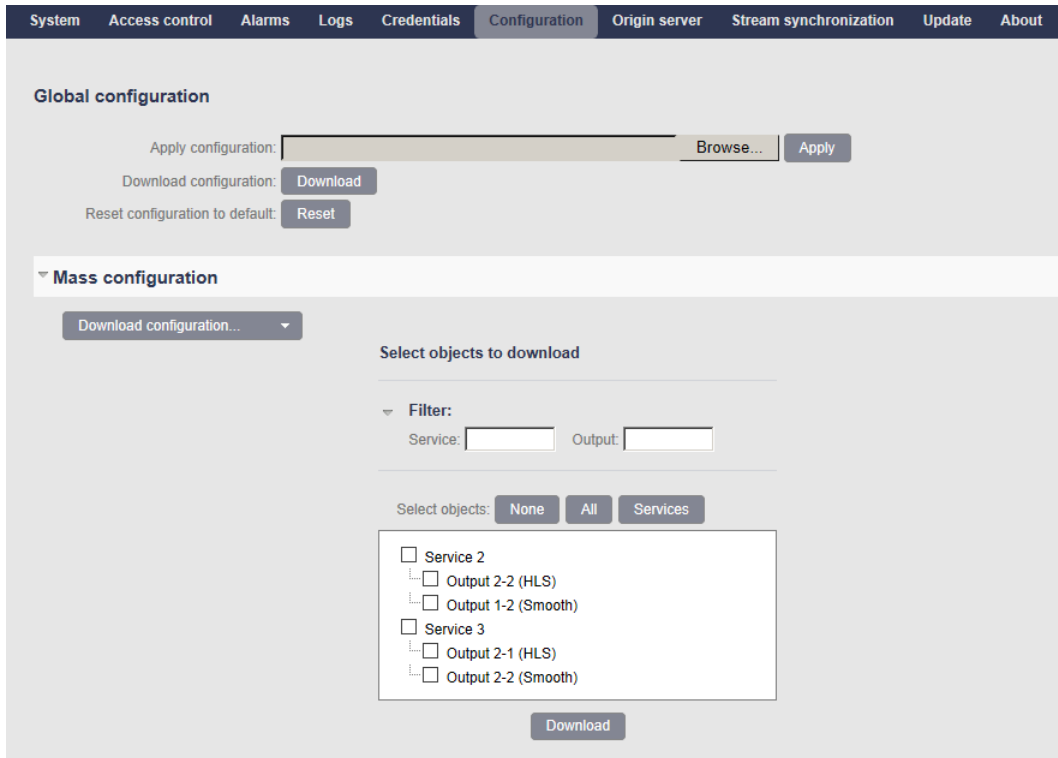 System Access control Alarms Logs Credentials Configuration Origin server Stream synchronization Update About
Global configuration
Apply configuration: Browse... Apply
Download configuration: Download
Reset configuration to default: Reset
Mass configuration
Download configuration...
Select objects to download
Filter:
Service: Output:
Select objects: None All Services
Service 2
Output 2-2 (HLS)
Output 1-2 (Smooth)
Service 3
Output 2-1 (HLS)
Output 2-2 (Smooth)
Download